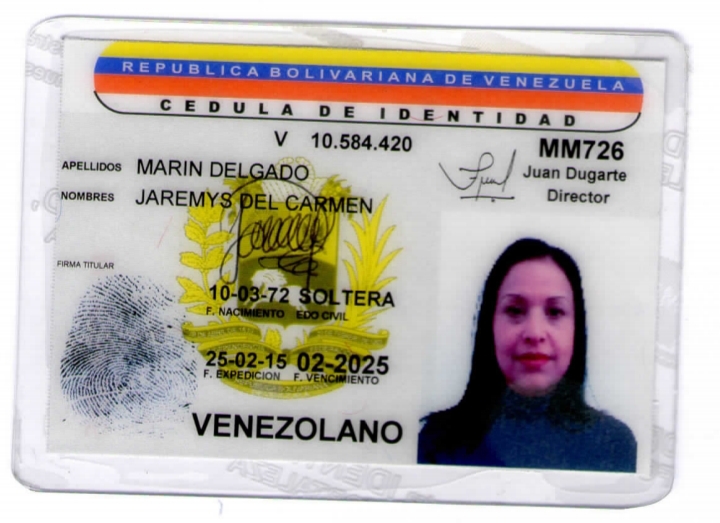 REPUBLICA BOLIVARIANA DE VENEZUELA
CEDULA DE IDENTIDAD
V 10.584.420
MM726
APELLIDOS MARIN DELGADO
Juan Dugarte
Director
NOMBRES JAREMYS DEL CARMEN
FIRMA TITULAR
10-03-72 SOLTERA
F. NACIMIENTO EDO CIVIL
25-02-15 02-2025
F. EXPEDICION F. VENCIMIENTO
VENEZOLANO